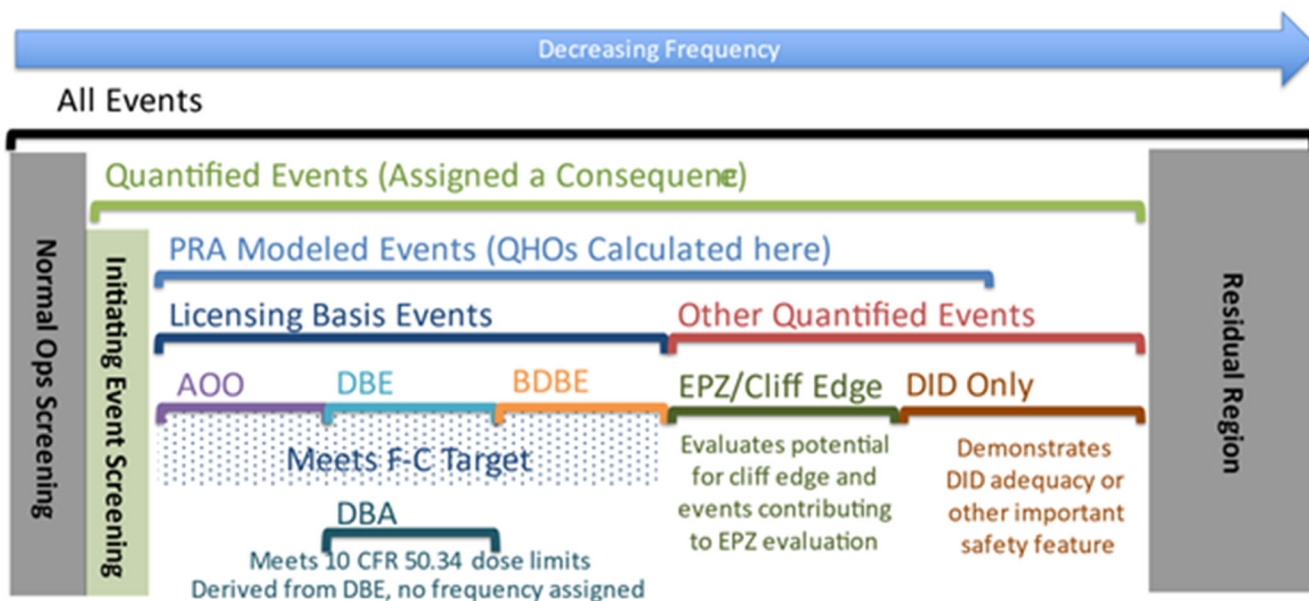 Decreasing Frequency
All Events
Quantified Events (Assigned a Consequence)
PRA Modeled Events (QHOs Calculated here)
Licensing Basis Events
Other Quantified Events
AOO
DBE
BDBE
EPZ/Cliff Edge
DID Only
Meets F-C Target
Evaluates potential
for cliff edge and
events contributing
to EPZ evaluation
Demonstrates
DID adequacy or
other important
safety feature
DBA
Meets 10 CFR 50.34 dose limits
Derived from DBE, no frequency assigned
Normal Ops Screening
Initiating Event Screening
Residual Region